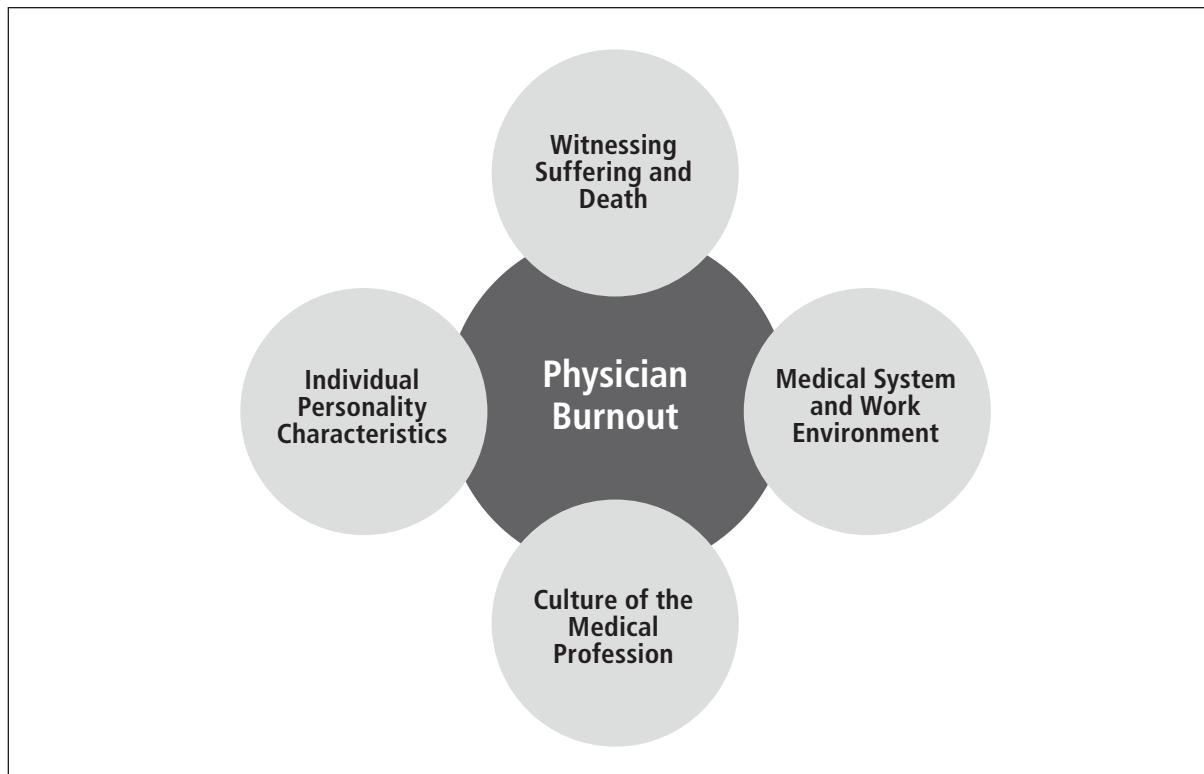 Witnessing
Suffering and
Death
Individual
Personality
Characteristics
Physician
Burnout
Medical System
and Work
Environment
Culture of the
Medical
Profession